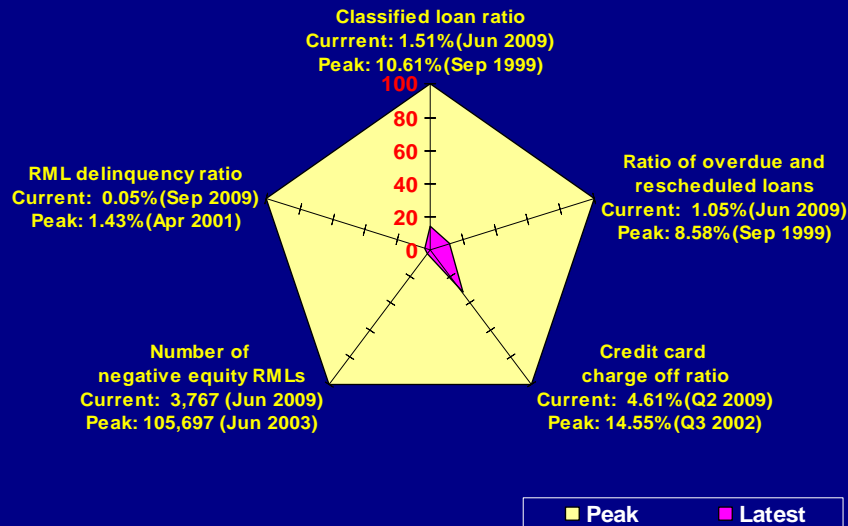 Classified loan ratio
Currrent: 1.51%(Jun 2009)
Peak: 10.61%(Sep 1999)
100
80
60
40
20
0
RML delinquency ratio
Current: 0.05%(Sep 2009)
Peak: 1.43%(Apr 2001)
Ratio of overdue and
rescheduled loans
Current: 1.05%(Jun 2009)
Peak: 8.58%(Sep 1999)
Number of
negative equity RMLs
Current: 3,767 (Jun 2009)
Peak: 105,697 (Jun 2003)
Credit card
charge off ratio
Current: 4.61%(Q2 2009)
Peak: 14.55%(Q3 2002)
Peak Latest